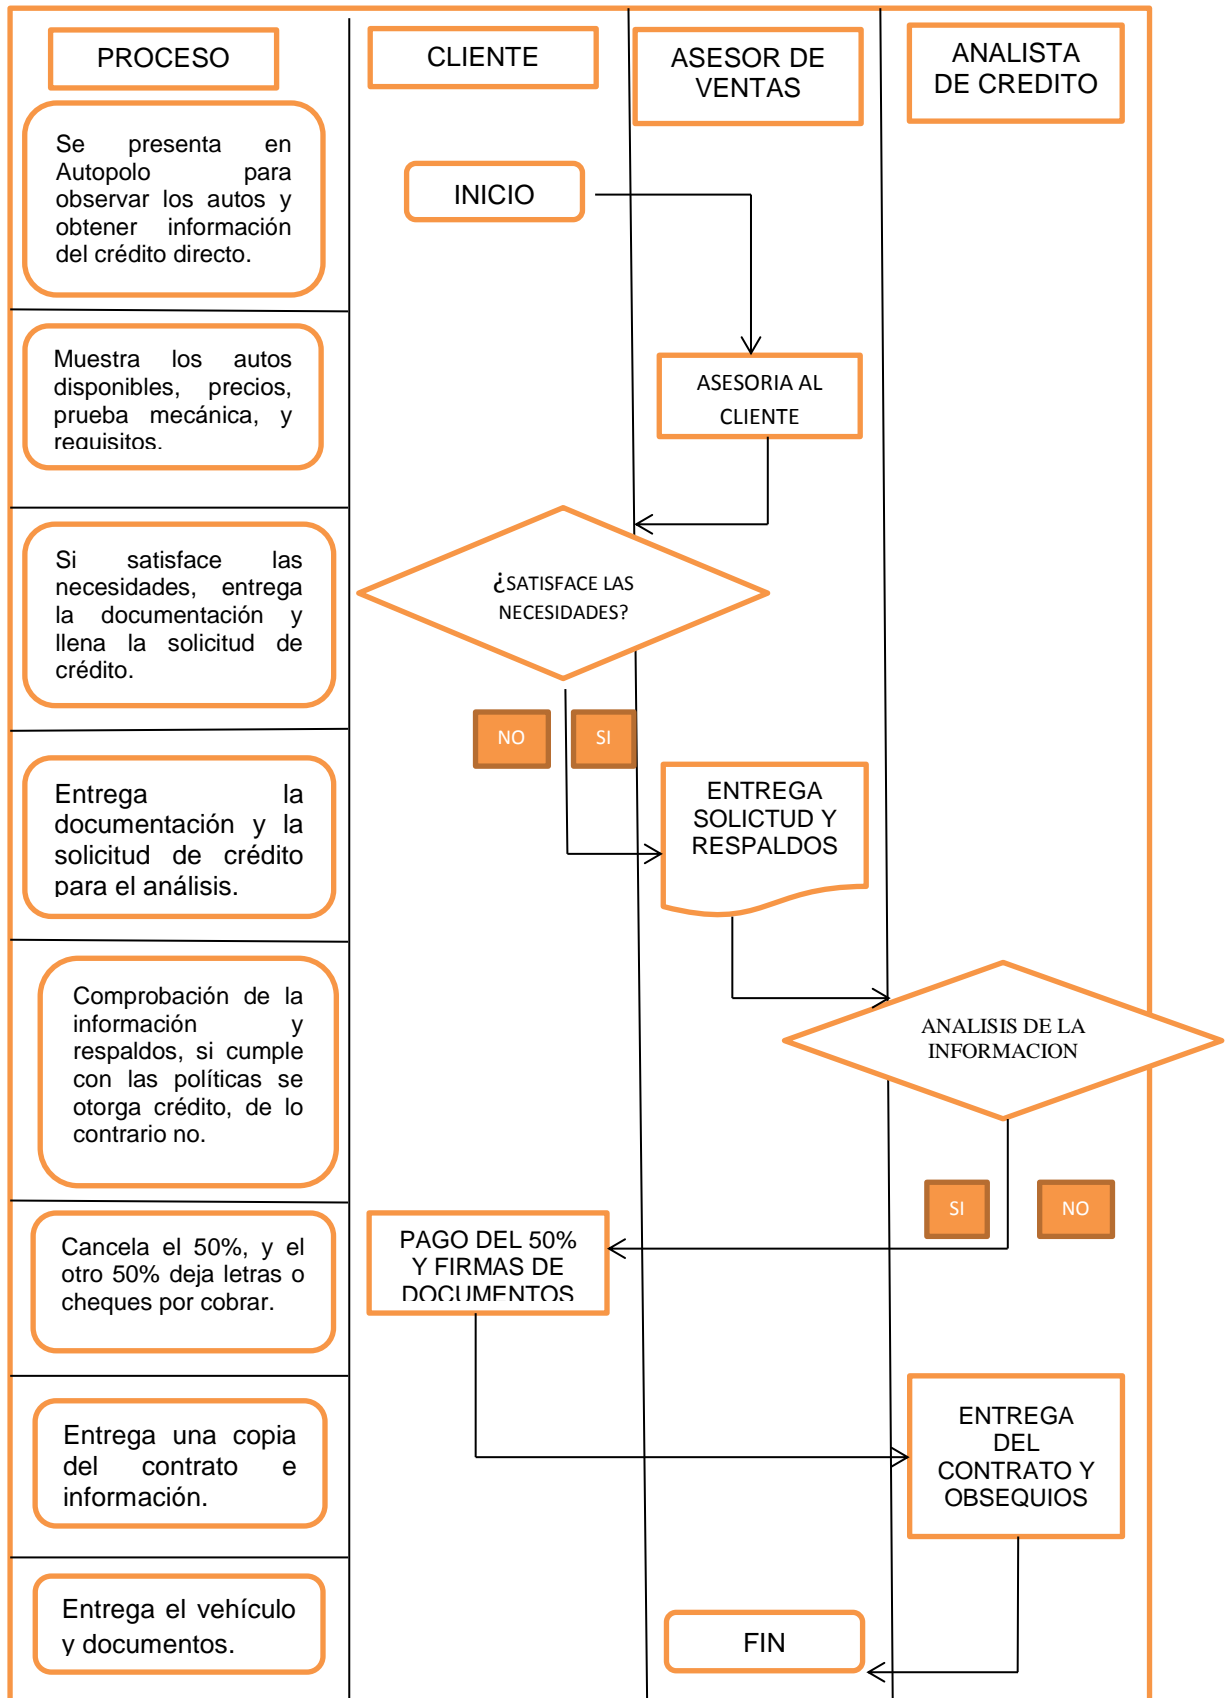 PROCESO
CLIENTE
ASESOR DE
VENTAS
ANALISTA
DE CREDITO
Se presenta en
Autopolo para
observar los autos y
obtener información
del crédito directo.
INICIO
Muestra los autos
disponibles, precios,
prueba mecánica, y
requisitos.
ASESORIA AL
CLIENTE
Si satisface las
necesidades, entrega
la documentación y
llena la solicitud de
crédito.
¿SATISFACE LAS
NECESIDADES?
NO
SI
Entrega la
documentación y la
solicitud de crédito
para el análisis.
ENTREGA
SOLICTUD Y
RESPALDOS
Comprobación de la
información y
respaldos, si cumple
con las políticas se
otorga crédito, de lo
contrario no.
ANALISIS DE LA
INFORMACION
SI
NO
Cancela el 50%, y el
otro 50% deja letras o
cheques por cobrar.
PAGO DEL 50%
Y FIRMAS DE
DOCUMENTOS
Entrega una copia
del contrato e
información.
ENTREGA
DEL
CONTRATO Y
OBSEQUIOS
Entrega el vehículo
y documentos.
FIN